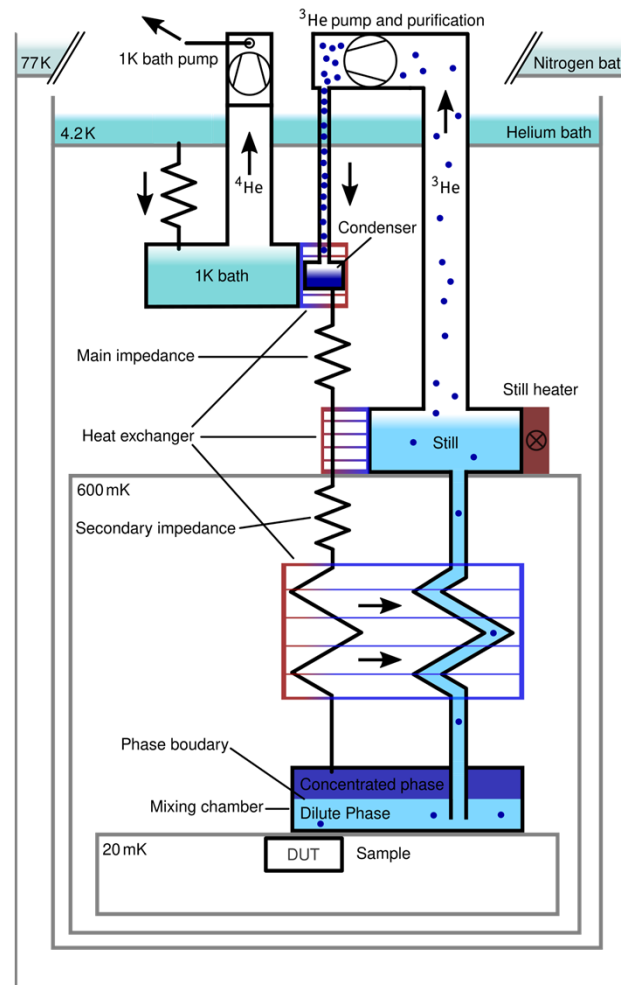 ³He pump and purification
77K
1K bath pump
Nitrogen bat
4.2K
Helium bath
⁴He
³He
Condenser
1K bath
Main impedance
Still heater
Heat exchanger
Still
600 mK
Secondary impedance
Phase boudary
Concentrated phase
Mixing chamber
Dilute Phase
20 mK
DUT
Sample